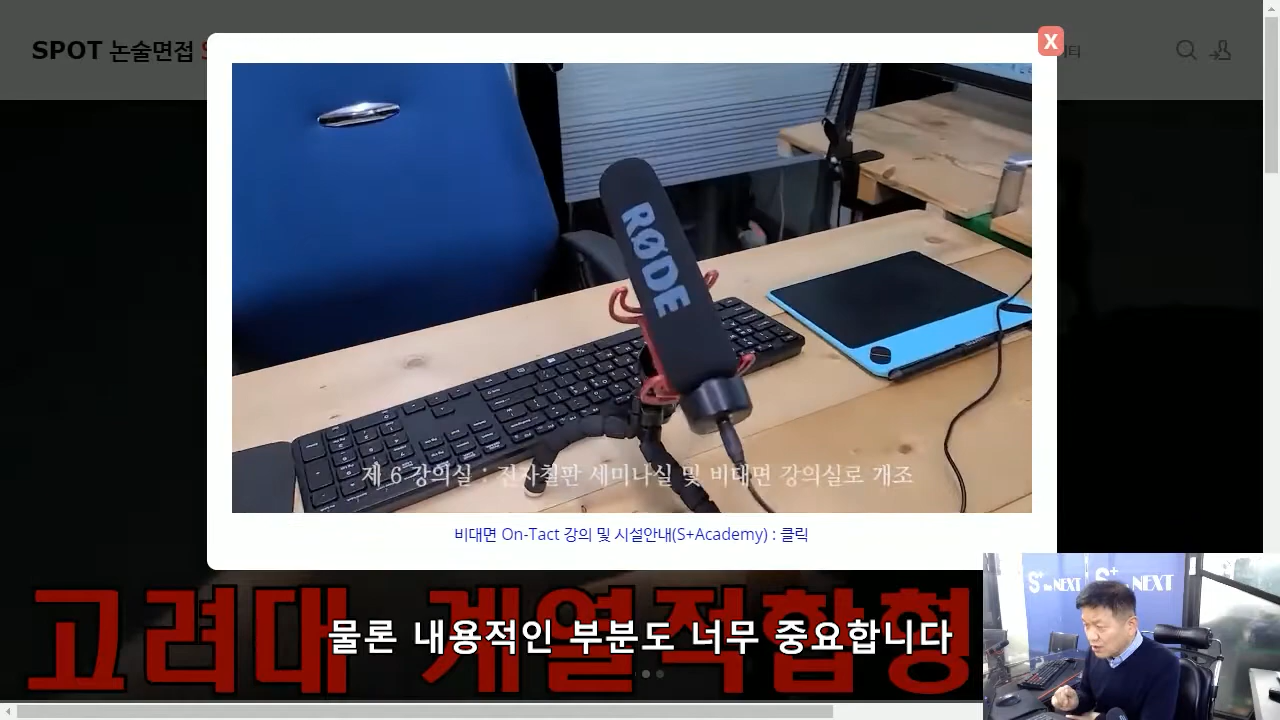 SPOT 논술면접 S
티
X
RØDE
제 6 강의실 : 전자칠판 세미나실 및 비대면 강의실로 개조
비대면 On-Tact 강의 및 시설안내(S+Academy) : 클릭
고려대 계열적합형
물론 내용적인 부분도 너무 중요합니다
S+ for NEXT
S+ NEXT